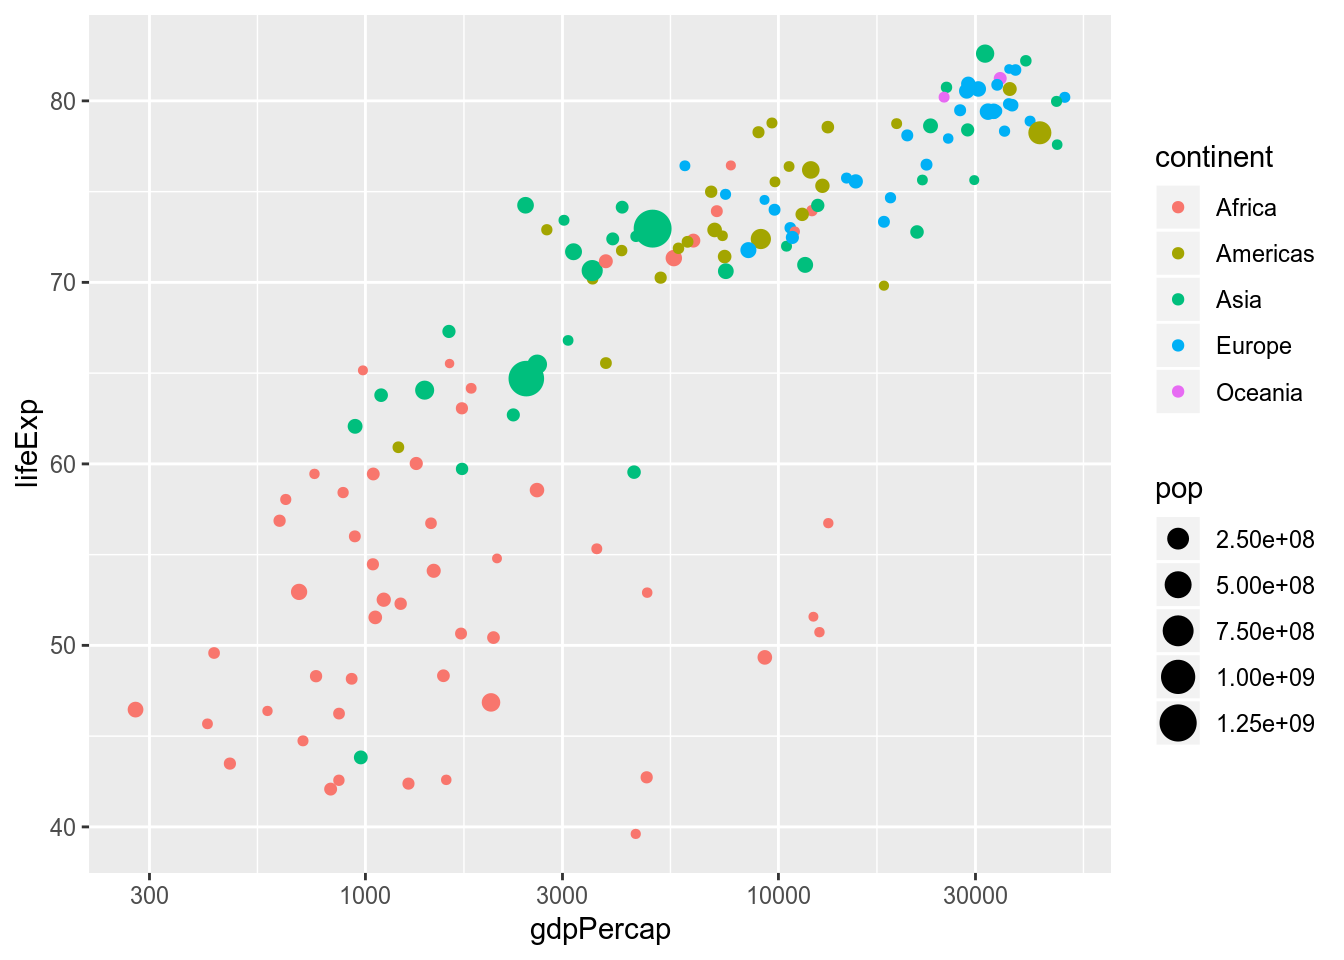 80
70
60
50
40
lifeExp
300
1000
3000
10000
30000
gdpPercap
continent
Africa
Americas
Asia
Europe
Oceania
pop
2.50e+08
5.00e+08
7.50e+08
1.00e+09
1.25e+09